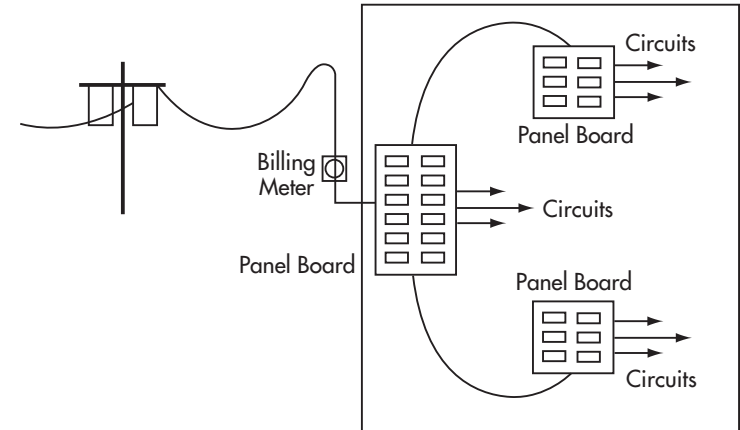 Circuits
Panel Board
Billing
Meter
Circuits
Panel Board
Panel Board
Circuits